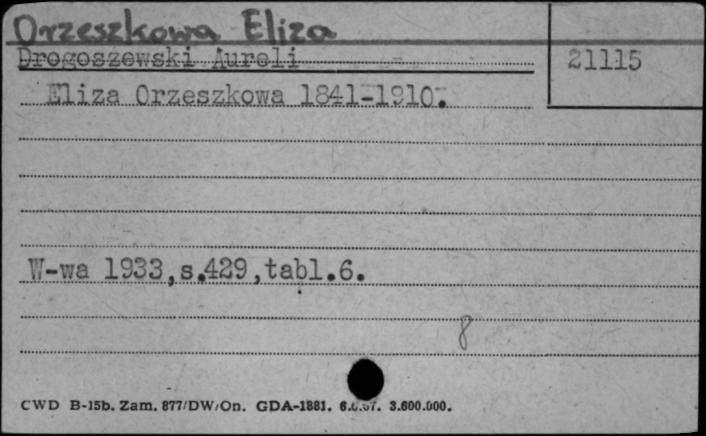 Orzeszkowa Eliza
Drogoszewski Aureli
21115
Eliza Orzeszkowa 1841-1910.
W-wa 1933,s.429,tabl.6.
8
CWD B-15b. Zam. 877/DW/On. GDA-1881. 3.600.000.